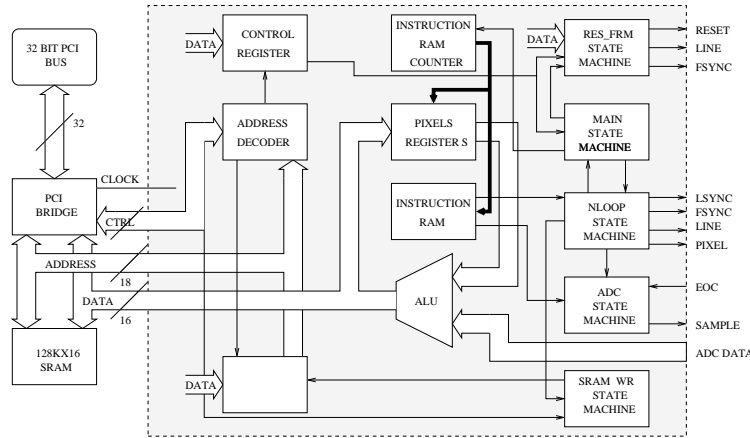 32 BIT PCI
BUS
32
PCI
BRIDGE
CLOCK
CTRL
ADDRESS
18
DATA
16
128KX16
SRAM
DATA
CONTROL
REGISTER
ADDRESS
DECODER
DATA
INSTRUCTION
RAM
COUNTER
PIXELS
REGISTER S
INSTRUCTION
RAM
ALU
DATA
RES_FRM
STATE
MACHINE
MAIN
STATE
MACHINE
NLOOP
STATE
MACHINE
ADC
STATE
MACHINE
SRAM WR
STATE
MACHINE
RESET
LINE
FSYNC
LSYNC
FSYNC
LINE
PIXEL
EOC
SAMPLE
ADC DATA